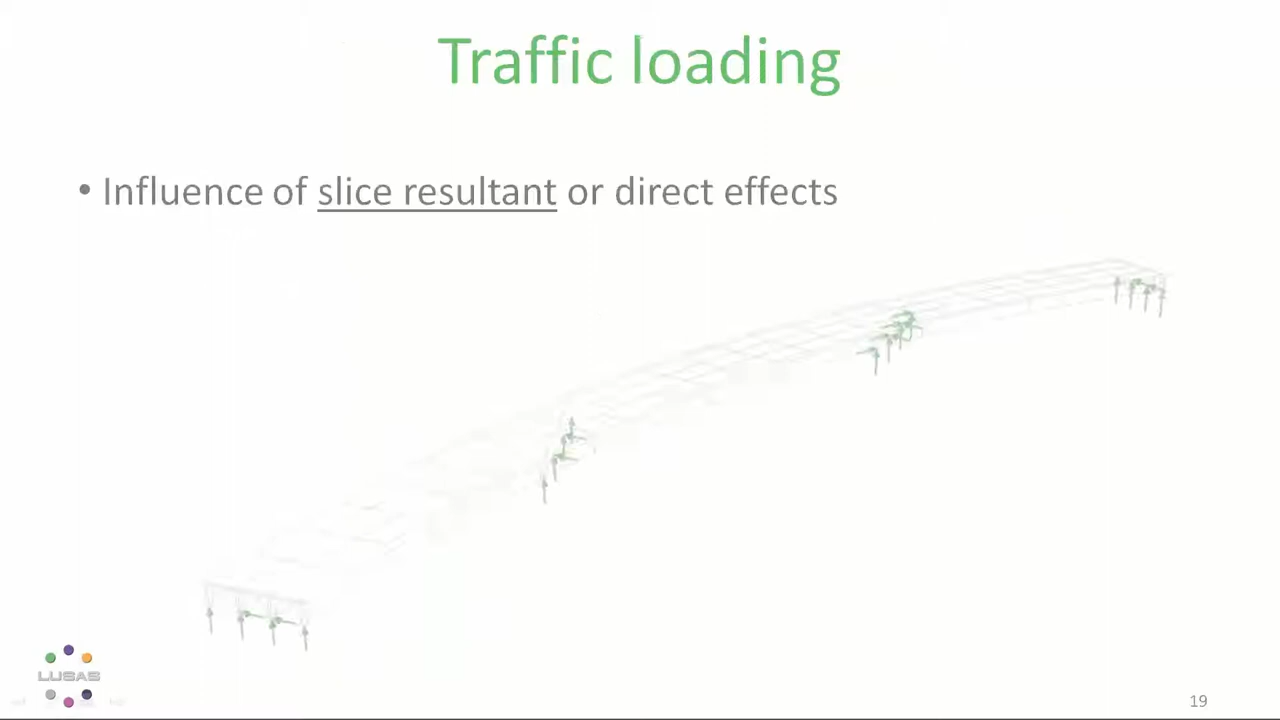 Traffic loading
• Influence of slice resultant or direct effects
LUSAS
19